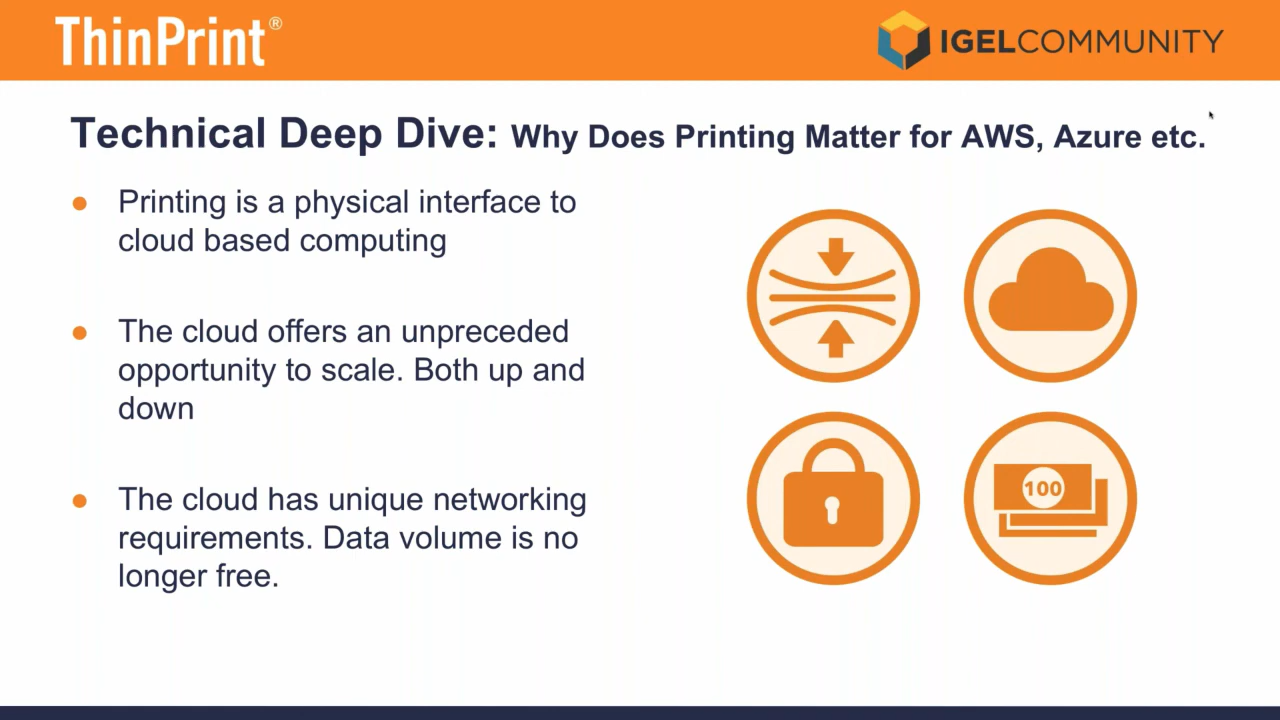 ThinPrint®
IGELCOMMUNITY
Technical Deep Dive: Why Does Printing Matter for AWS, Azure etc.
● Printing is a physical interface to
cloud based computing
● The cloud offers an unpreceded
opportunity to scale. Both up and
down
● The cloud has unique networking
requirements. Data volume is no
longer free.
100